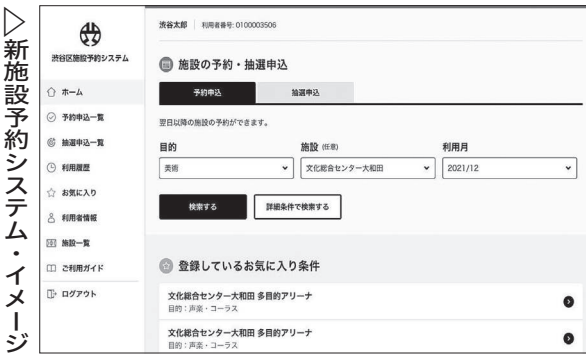 ▷新施設予約システム・イメージ
渋谷区施設予約システム
ホーム
予約申込一覧
抽選申込一覧
利用履歴
お気に入り
利用者情報
施設一覧
ご利用ガイド
ログアウト
渋谷太郎 利用者番号: 0100003506
施設の予約・抽選申込
予約申込 抽選申込
翌日以降の施設の予約ができます。
目的 施設 (任意) 利用月
美術 文化総合センター大和田 2021/12
検索する 詳細条件で検索する
登録しているお気に入り条件
文化総合センター大和田 多目的アリーナ
目的：声楽・コーラス
文化総合センター大和田 多目的アリーナ
目的：声楽・コーラス